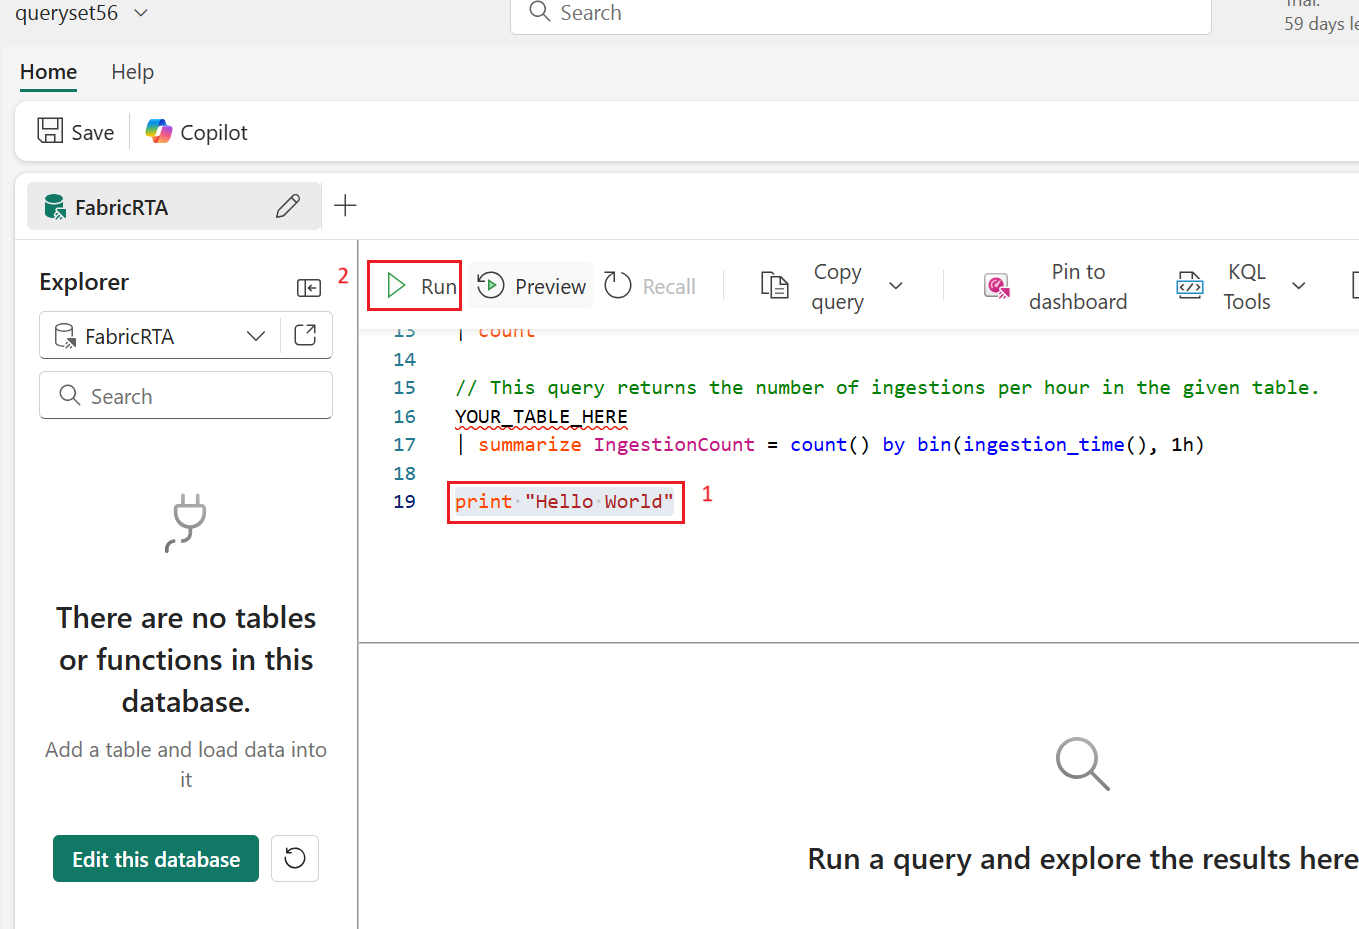 queryset56
Search
59 days
Home Help
Save Copilot
FabricRTA
Explorer
2
FabricRTA
Search
There are no tables
or functions in this
database.
Add a table and load data into
it
Edit this database
Run Preview Recall Copy query Pin to dashboard KQL Tools
13 | count
14
15 // This query returns the number of ingestions per hour in the given table.
16 YOUR_TABLE_HERE
17 | summarize IngestionCount = count() by bin(ingestion_time(), 1h)
18
19 print "Hello World"
1
Run a query and explore the results here